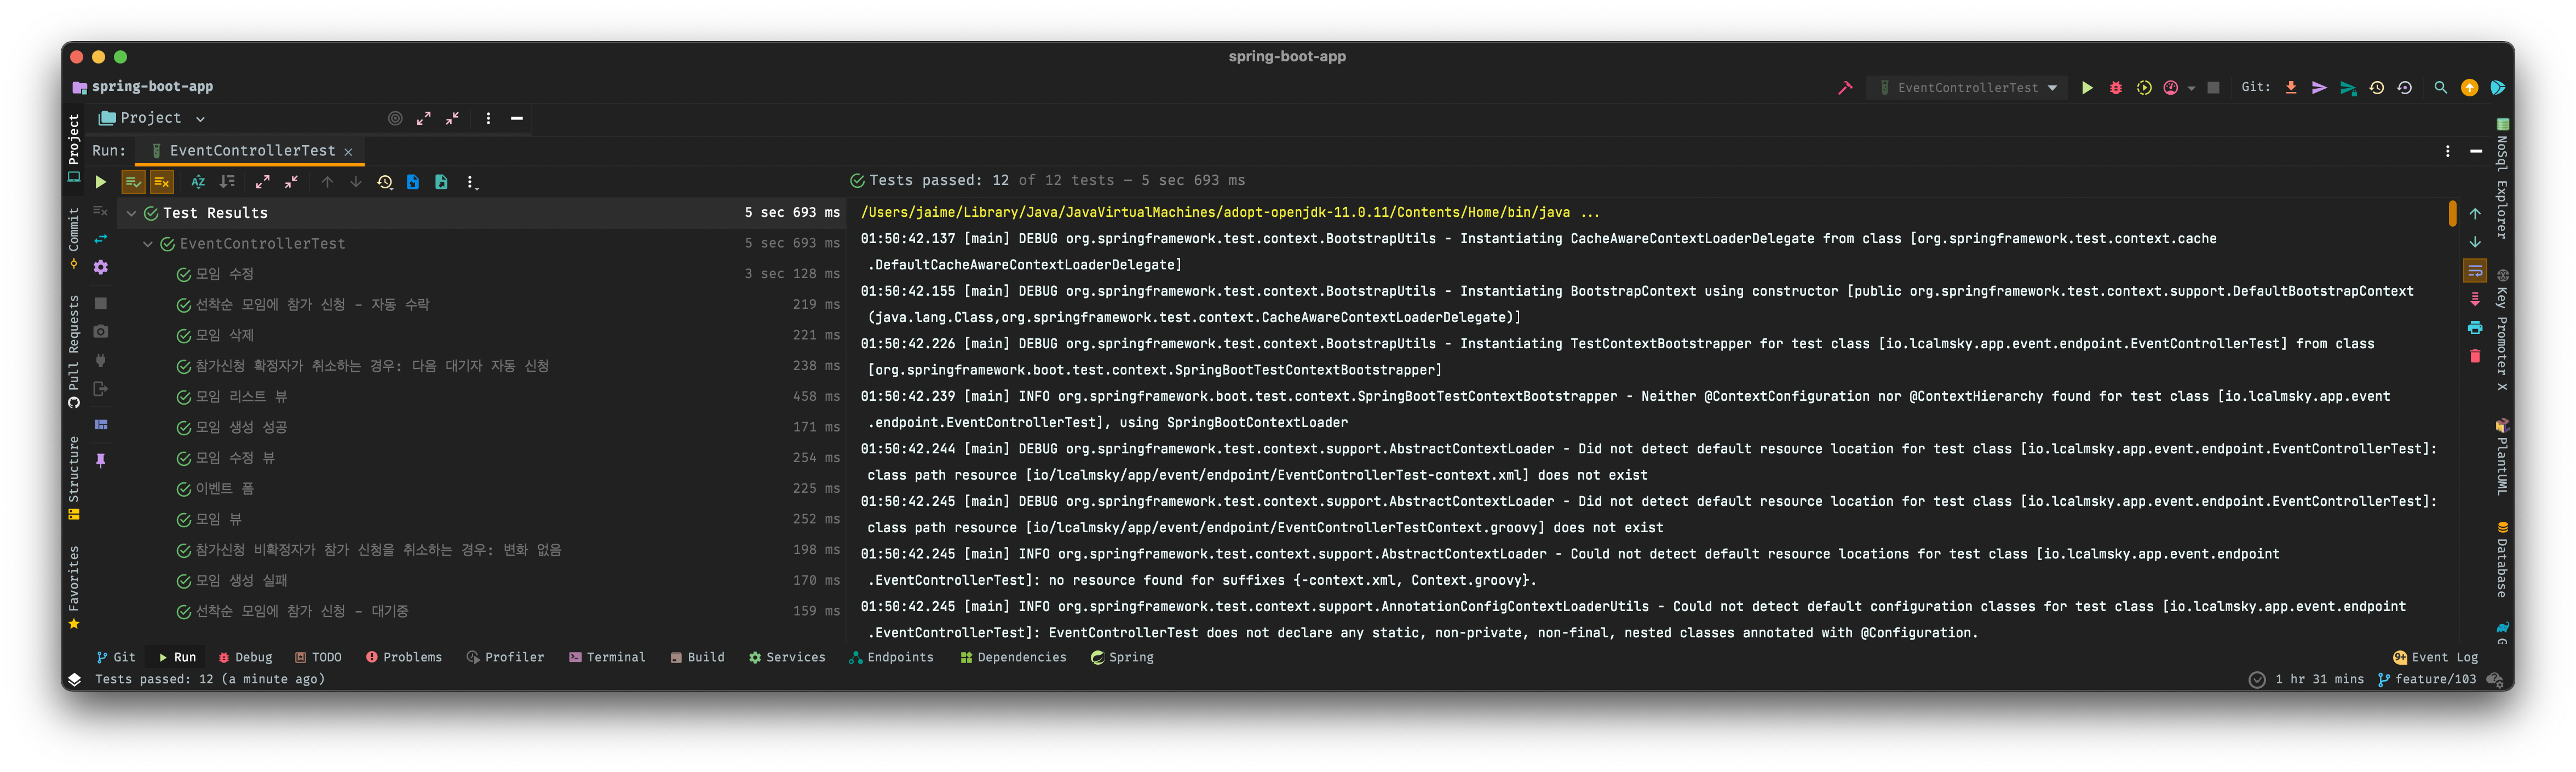 spring-boot-app
spring-boot-app
EventControllerTest
Git:
Project
Run:
EventControllerTest
Tests passed: 12 of 12 tests – 5 sec 693 ms
Test Results 5 sec 693 ms
EventControllerTest 5 sec 693 ms
모임 수정 3 sec 128 ms
선착순 모임에 참가 신청 - 자동 수락 219 ms
모임 삭제 221 ms
참가신청 확정자가 취소하는 경우: 다음 대기자 자동 신청 238 ms
모임 리스트 뷰 458 ms
모임 생성 성공 171 ms
모임 수정 뷰 254 ms
이벤트 폼 225 ms
모임 뷰 252 ms
참가신청 비확정자가 참가 신청을 취소하는 경우: 변화 없음 198 ms
모임 생성 실패 170 ms
선착순 모임에 참가 신청 - 대기중 159 ms
/Users/jaime/Library/Java/JavaVirtualMachines/adopt-openjdk-11.0.11/Contents/Home/bin/java ...
01:50:42.137 [main] DEBUG org.springframework.test.context.BootstrapUtils - Instantiating CacheAwareContextLoaderDelegate from class [org.springframework.test.context.cache
.DefaultCacheAwareContextLoaderDelegate]
01:50:42.155 [main] DEBUG org.springframework.test.context.BootstrapUtils - Instantiating BootstrapContext using constructor [public org.springframework.test.context.support.DefaultBootstrapContext
(java.lang.Class,org.springframework.test.context.CacheAwareContextLoaderDelegate)]
01:50:42.226 [main] DEBUG org.springframework.test.context.BootstrapUtils - Instantiating TestContextBootstrapper for test class [io.lcalmsky.app.event.endpoint.EventControllerTest] from class
[org.springframework.boot.test.context.SpringBootTestContextBootstrapper]
01:50:42.239 [main] INFO org.springframework.boot.test.context.SpringBootTestContextBootstrapper - Neither @ContextConfiguration nor @ContextHierarchy found for test class [io.lcalmsky.app.event
.endpoint.EventControllerTest], using SpringBootContextLoader
01:50:42.244 [main] DEBUG org.springframework.test.context.support.AbstractContextLoader - Did not detect default resource location for test class [io.lcalmsky.app.event.endpoint.EventControllerTest]:
class path resource [io/lcalmsky/app/event/endpoint/EventControllerTest-context.xml] does not exist
01:50:42.245 [main] DEBUG org.springframework.test.context.support.AbstractContextLoader - Did not detect default resource location for test class [io.lcalmsky.app.event.endpoint.EventControllerTest]:
class path resource [io/lcalmsky/app/event/endpoint/EventControllerTestContext.groovy] does not exist
01:50:42.245 [main] INFO org.springframework.test.context.support.AbstractContextLoader - Could not detect default resource locations for test class [io.lcalmsky.app.event.endpoint
.EventControllerTest]: no resource found for suffixes {-context.xml, Context.groovy}.
01:50:42.245 [main] INFO org.springframework.test.context.support.AnnotationConfigContextLoaderUtils - Could not detect default configuration classes for test class [io.lcalmsky.app.event.endpoint
.EventControllerTest]: EventControllerTest does not declare any static, non-private, non-final, nested classes annotated with @Configuration.
Project
Commit
Pull Requests
Structure
Favorites
NoSql Explorer
Key Promoter X
PlantUML
Database
G
Git Run Debug TODO Problems Profiler Terminal Build Services Endpoints Dependencies Spring 9+ Event Log
Tests passed: 12 (a minute ago) 1 hr 31 mins feature/103